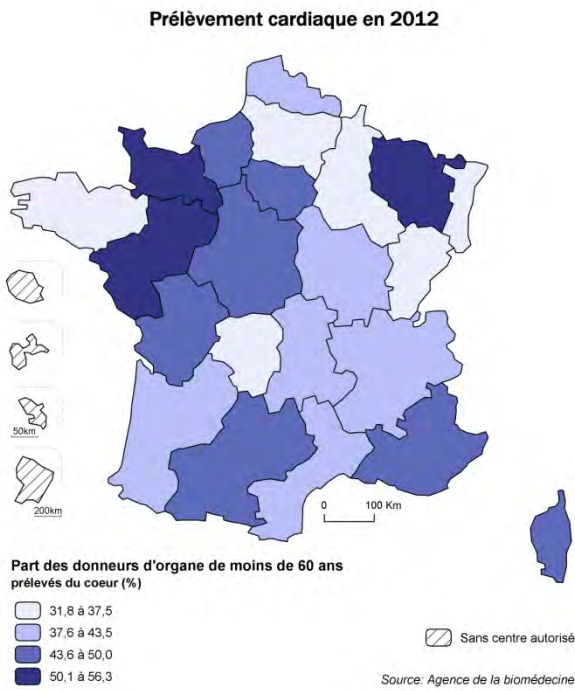 Prélèvement cardiaque en 2012
50km
200km
0 100 Km
Part des donneurs d'organe de moins de 60 ans
prélevés du coeur (%)
31,8 à 37,5
37,6 à 43,5
43,6 à 50,0
50,1 à 56,3
Sans centre autorisé
Source: Agence de la biomédecine